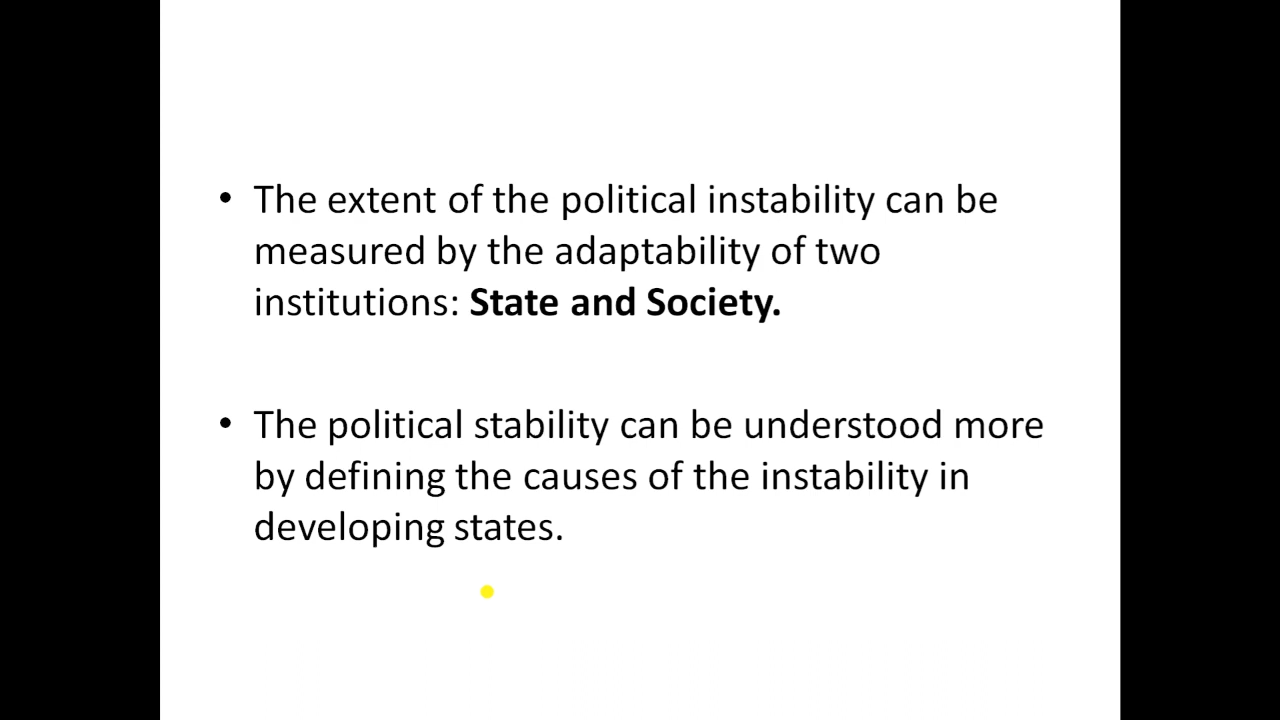 • The extent of the political instability can be
measured by the adaptability of two
institutions: State and Society.
• The political stability can be understood more
by defining the causes of the instability in
developing states.